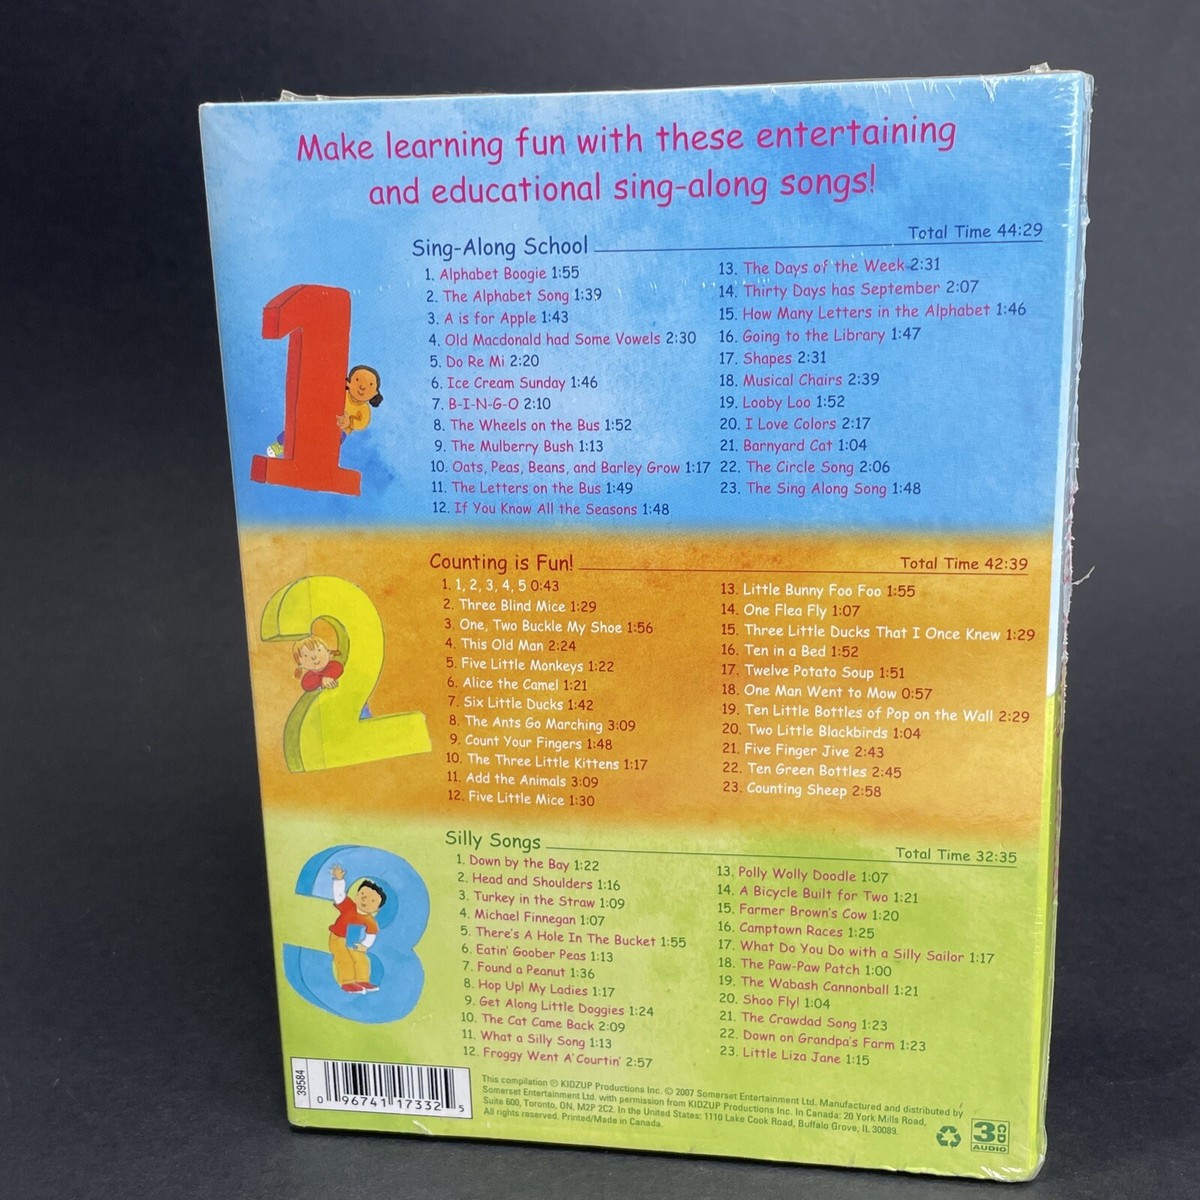 Make learning fun with these entertaining
and educational sing-along songs!
Sing-Along School
Total Time 44:29
1. Alphabet Boogie 1:55
2. The Alphabet Song 1:39
3. A is for Apple 1:43
4. Old Macdonald had Some Vowels 2:30
5. Do Re Mi 2:20
6. Ice Cream Sunday 1:46
7. B-I-N-G-O 2:10
8. The Wheels on the Bus 1:52
9. The Mulberry Bush 1:13
10. Oats, Peas, Beans, and Barley Grow 1:17
11. The Letters on the Bus 1:49
12. If You Know All the Seasons 1:48
13. The Days of the Week 2:31
14. Thirty Days has September 2:07
15. How Many Letters in the Alphabet 1:46
16. Going to the Library 1:47
17. Shapes 2:31
18. Musical Chairs 2:39
19. Looby Loo 1:52
20. I Love Colors 2:17
21. Barnyard Cat 1:04
22. The Circle Song 2:06
23. The Sing Along Song 1:48
Counting is Fun!
Total Time 42:39
1. 1, 2, 3, 4, 5 0:43
2. Three Blind Mice 1:29
3. One, Two Buckle My Shoe 1:56
4. This Old Man 2:24
5. Five Little Monkeys 1:22
6. Alice the Camel 1:21
7. Six Little Ducks 1:42
8. The Ants Go Marching 3:09
9. Count Your Fingers 1:48
10. The Three Little Kittens 1:17
11. Add the Animals 3:09
12. Five Little Mice 1:30
13. Little Bunny Foo Foo 1:55
14. One Flea Fly 1:07
15. Three Little Ducks That I Once Knew 1:29
16. Ten in a Bed 1:52
17. Twelve Potato Soup 1:51
18. One Man Went to Mow 0:57
19. Ten Little Bottles of Pop on the Wall 2:29
20. Two Little Blackbirds 1:04
21. Five Finger Jive 2:43
22. Ten Green Bottles 2:45
23. Counting Sheep 2:58
Silly Songs
Total Time 32:35
1. Down by the Bay 1:22
2. Head and Shoulders 1:16
3. Turkey in the Straw 1:09
4. Michael Finnegan 1:07
5. There's A Hole In The Bucket 1:55
6. Eatin' Goober Peas 1:13
7. Found a Peanut 1:36
8. Hop Up! My Ladies 1:17
9. Get Along Little Doggies 1:24
10. The Cat Came Back 2:09
11. What a Silly Song 1:13
12. Froggy Went A' Courtin' 2:57
13. Polly Wolly Doodle 1:07
14. A Bicycle Built for Two 1:21
15. Farmer Brown's Cow 1:20
16. Camptown Races 1:25
17. What Do You Do with a Silly Sailor 1:17
18. The Paw-Paw Patch 1:00
19. The Wabash Cannonball 1:21
20. Shoo Fly! 1:04
21. The Crawdad Song 1:23
22. Down on Grandpa's Farm 1:23
23. Little Liza Jane 1:15
39584
0 96741 17332 5
This compilation ℗ KIDZUP Productions Inc. © 2007 Somerset Entertainment Ltd. Manufactured and distributed by
Somerset Entertainment Ltd. with permission from KIDZUP Productions Inc. In Canada: 20 York Mills Road,
Suite 600, Toronto, ON, M2P 2C2. In the United States: 1110 Lake Cook Road, Buffalo Grove, IL 30089.
All rights reserved. Printed/Made in Canada.
3 CD
AUDIO